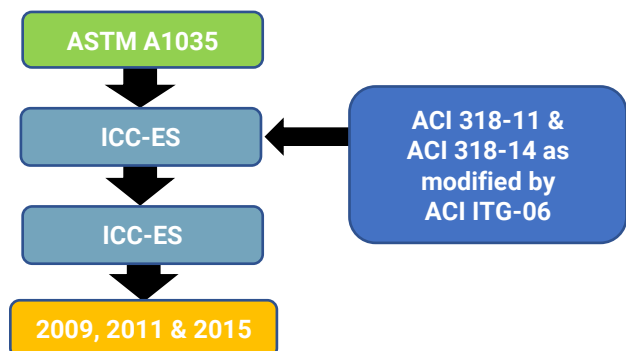 ASTM A1035
ICC-ES
ACI 318-11 &
ACI 318-14 as
modified by
ACI ITG-06
ICC-ES
2009, 2011 & 2015